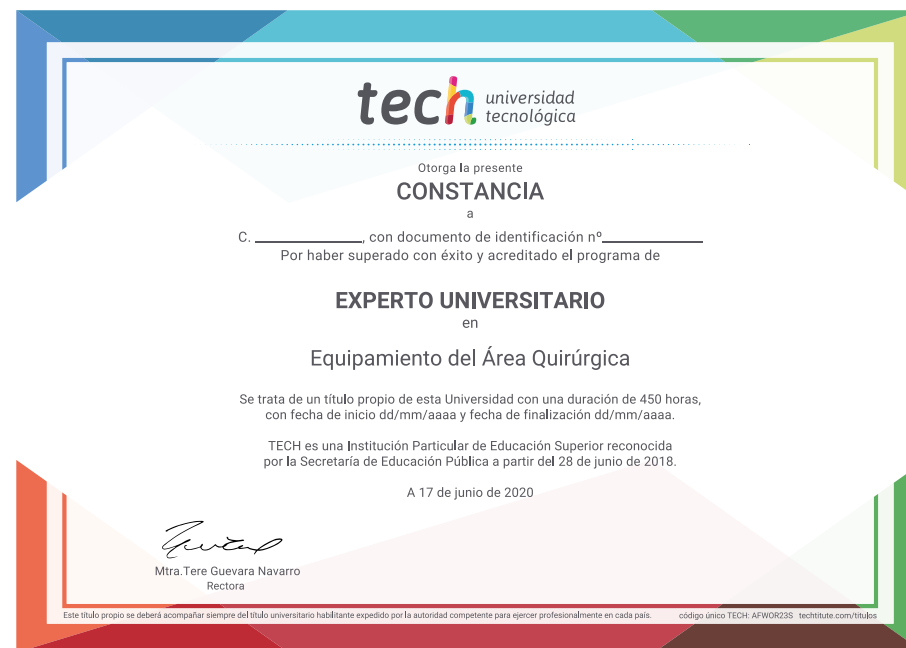 tech universidad
tecnológica
Otorga la presente
CONSTANCIA
a
C. ______________, con documento de identificación nº______________
Por haber superado con éxito y acreditado el programa de
EXPERTO UNIVERSITARIO
en
Equipamiento del Área Quirúrgica
Se trata de un título propio de esta Universidad con una duración de 450 horas,
con fecha de inicio dd/mm/aaaa y fecha de finalización dd/mm/aaaa.
TECH es una Institución Particular de Educación Superior reconocida
por la Secretaría de Educación Pública a partir del 28 de junio de 2018.
A 17 de junio de 2020
Mtra.Tere Guevara Navarro
Rectora
Este título propio se deberá acompañar siempre del título universitario habilitante expedido por la autoridad competente para ejercer profesionalmente en cada país. código único TECH: AFWOR23S techtitute.com/titulos